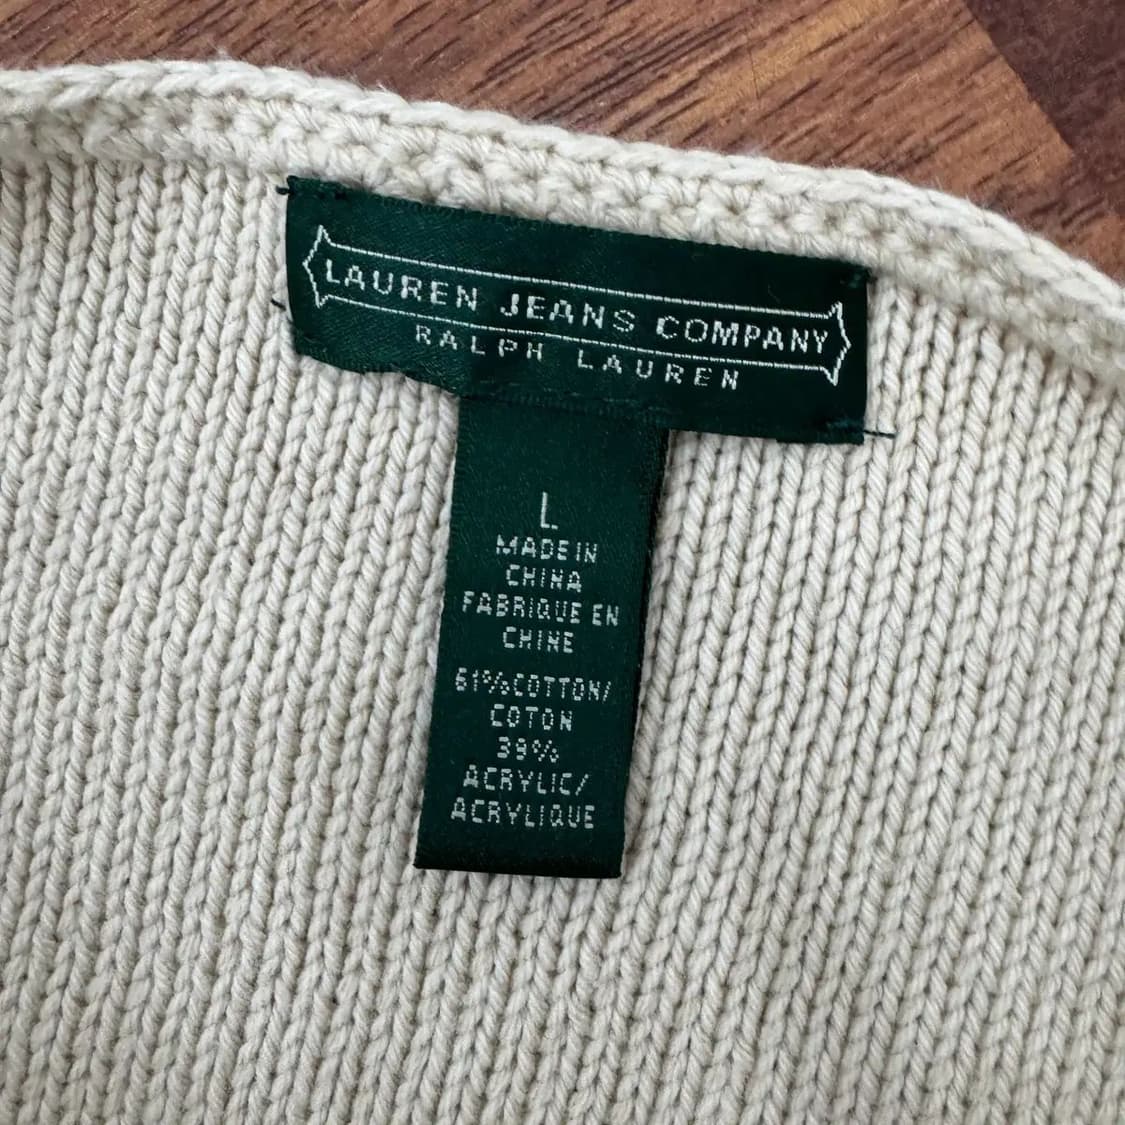 LAUREN JEANS COMPANY
RALPH LAUREN
L
MADE IN
CHINA
FABRIQUE EN
CHINE
61%COTTON/
COTON
39%
ACRYLIC/
ACRYLIQUE